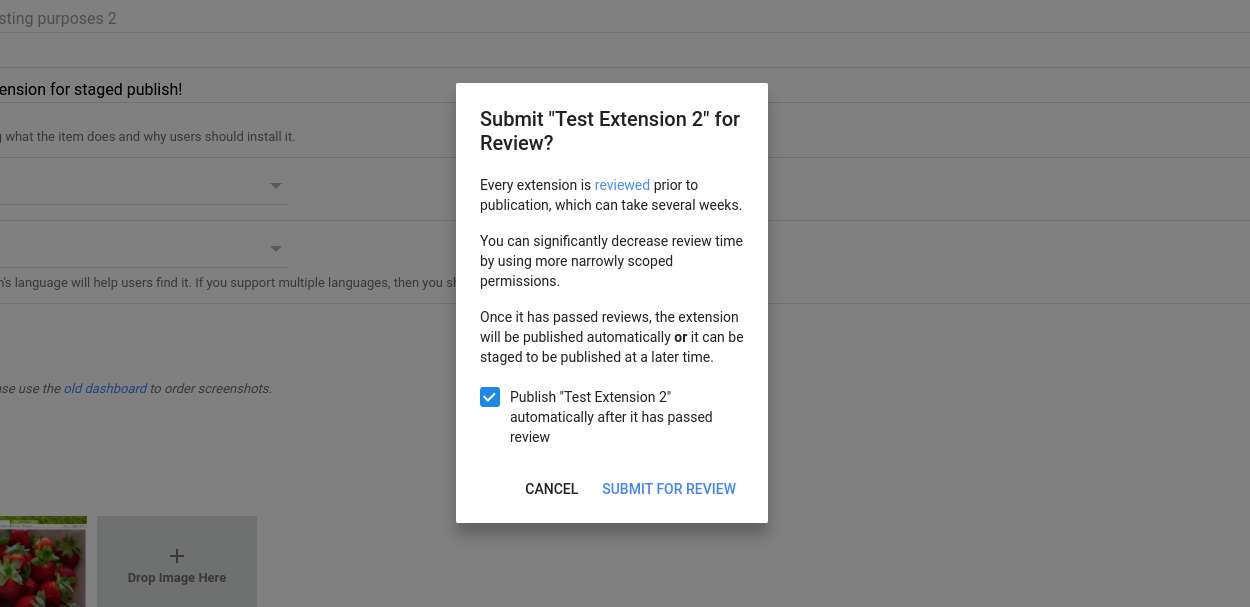 sting purposes 2
ension for staged publish!
what the item does and why users should install it.
Submit "Test Extension 2" for
Review?
Every extension is reviewed prior to
publication, which can take several weeks.
You can significantly decrease review time
by using more narrowly scoped
permissions.
n's language will help users find it. If you support multiple languages, then you sh
Once it has passed reviews, the extension
will be published automatically or it can be
staged to be published at a later time.
se use the old dashboard to order screenshots.
Publish "Test Extension 2"
automatically after it has passed
review
CANCEL SUBMIT FOR REVIEW
Drop Image Here